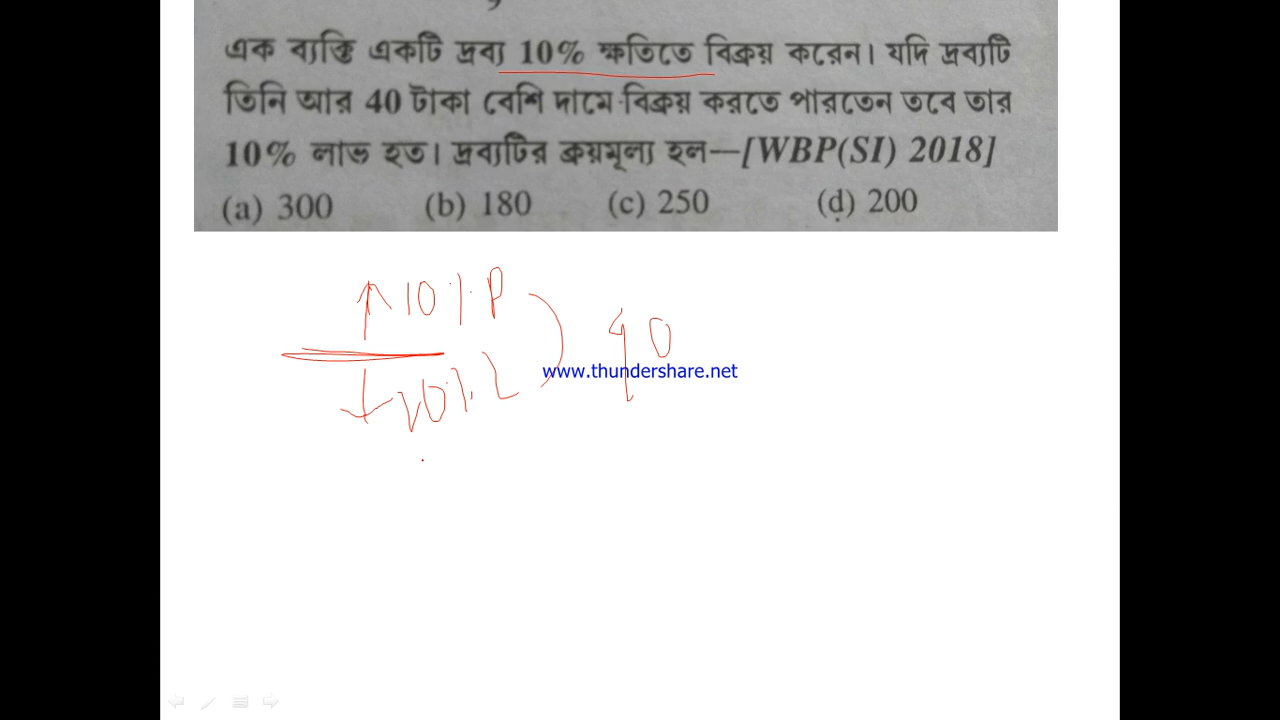 এক ব্যক্তি একটি দ্রব্য 10% ক্ষতিতে বিক্রয় করেন। যদি দ্রব্যটি
তিনি আর 40 টাকা বেশি দামে বিক্রয় করতে পারতেন তবে তার
10% লাভ হত। দ্রব্যটির ক্রয়মূল্য হল—[WBP(SI) 2018]
(a) 300 (b) 180 (c) 250 (d) 200
↑ 10% P
40
www.thundershare.net